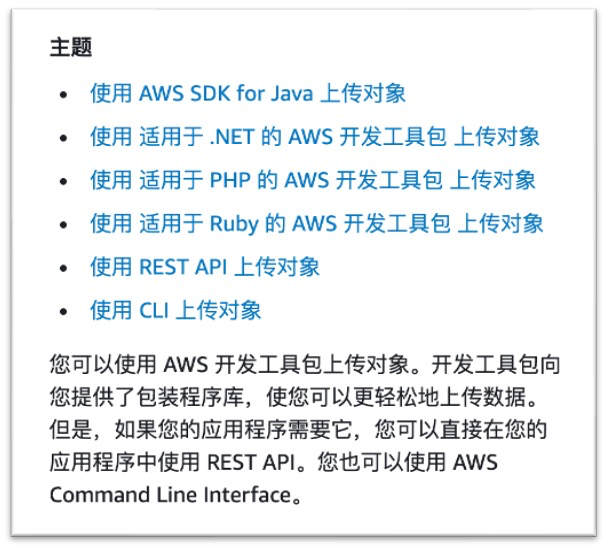 主题
• 使用 AWS SDK for Java 上传对象
• 使用 适用于 .NET 的 AWS 开发工具包 上传对象
• 使用 适用于 PHP 的 AWS 开发工具包 上传对象
• 使用 适用于 Ruby 的 AWS 开发工具包 上传对象
• 使用 REST API 上传对象
• 使用 CLI 上传对象
您可以使用 AWS 开发工具包上传对象。开发工具包向
您提供了包装程序库，使您可以更轻松地上传数据。
但是，如果您的应用程序需要它，您可以直接在您的
应用程序中使用 REST API。您也可以使用 AWS
Command Line Interface。